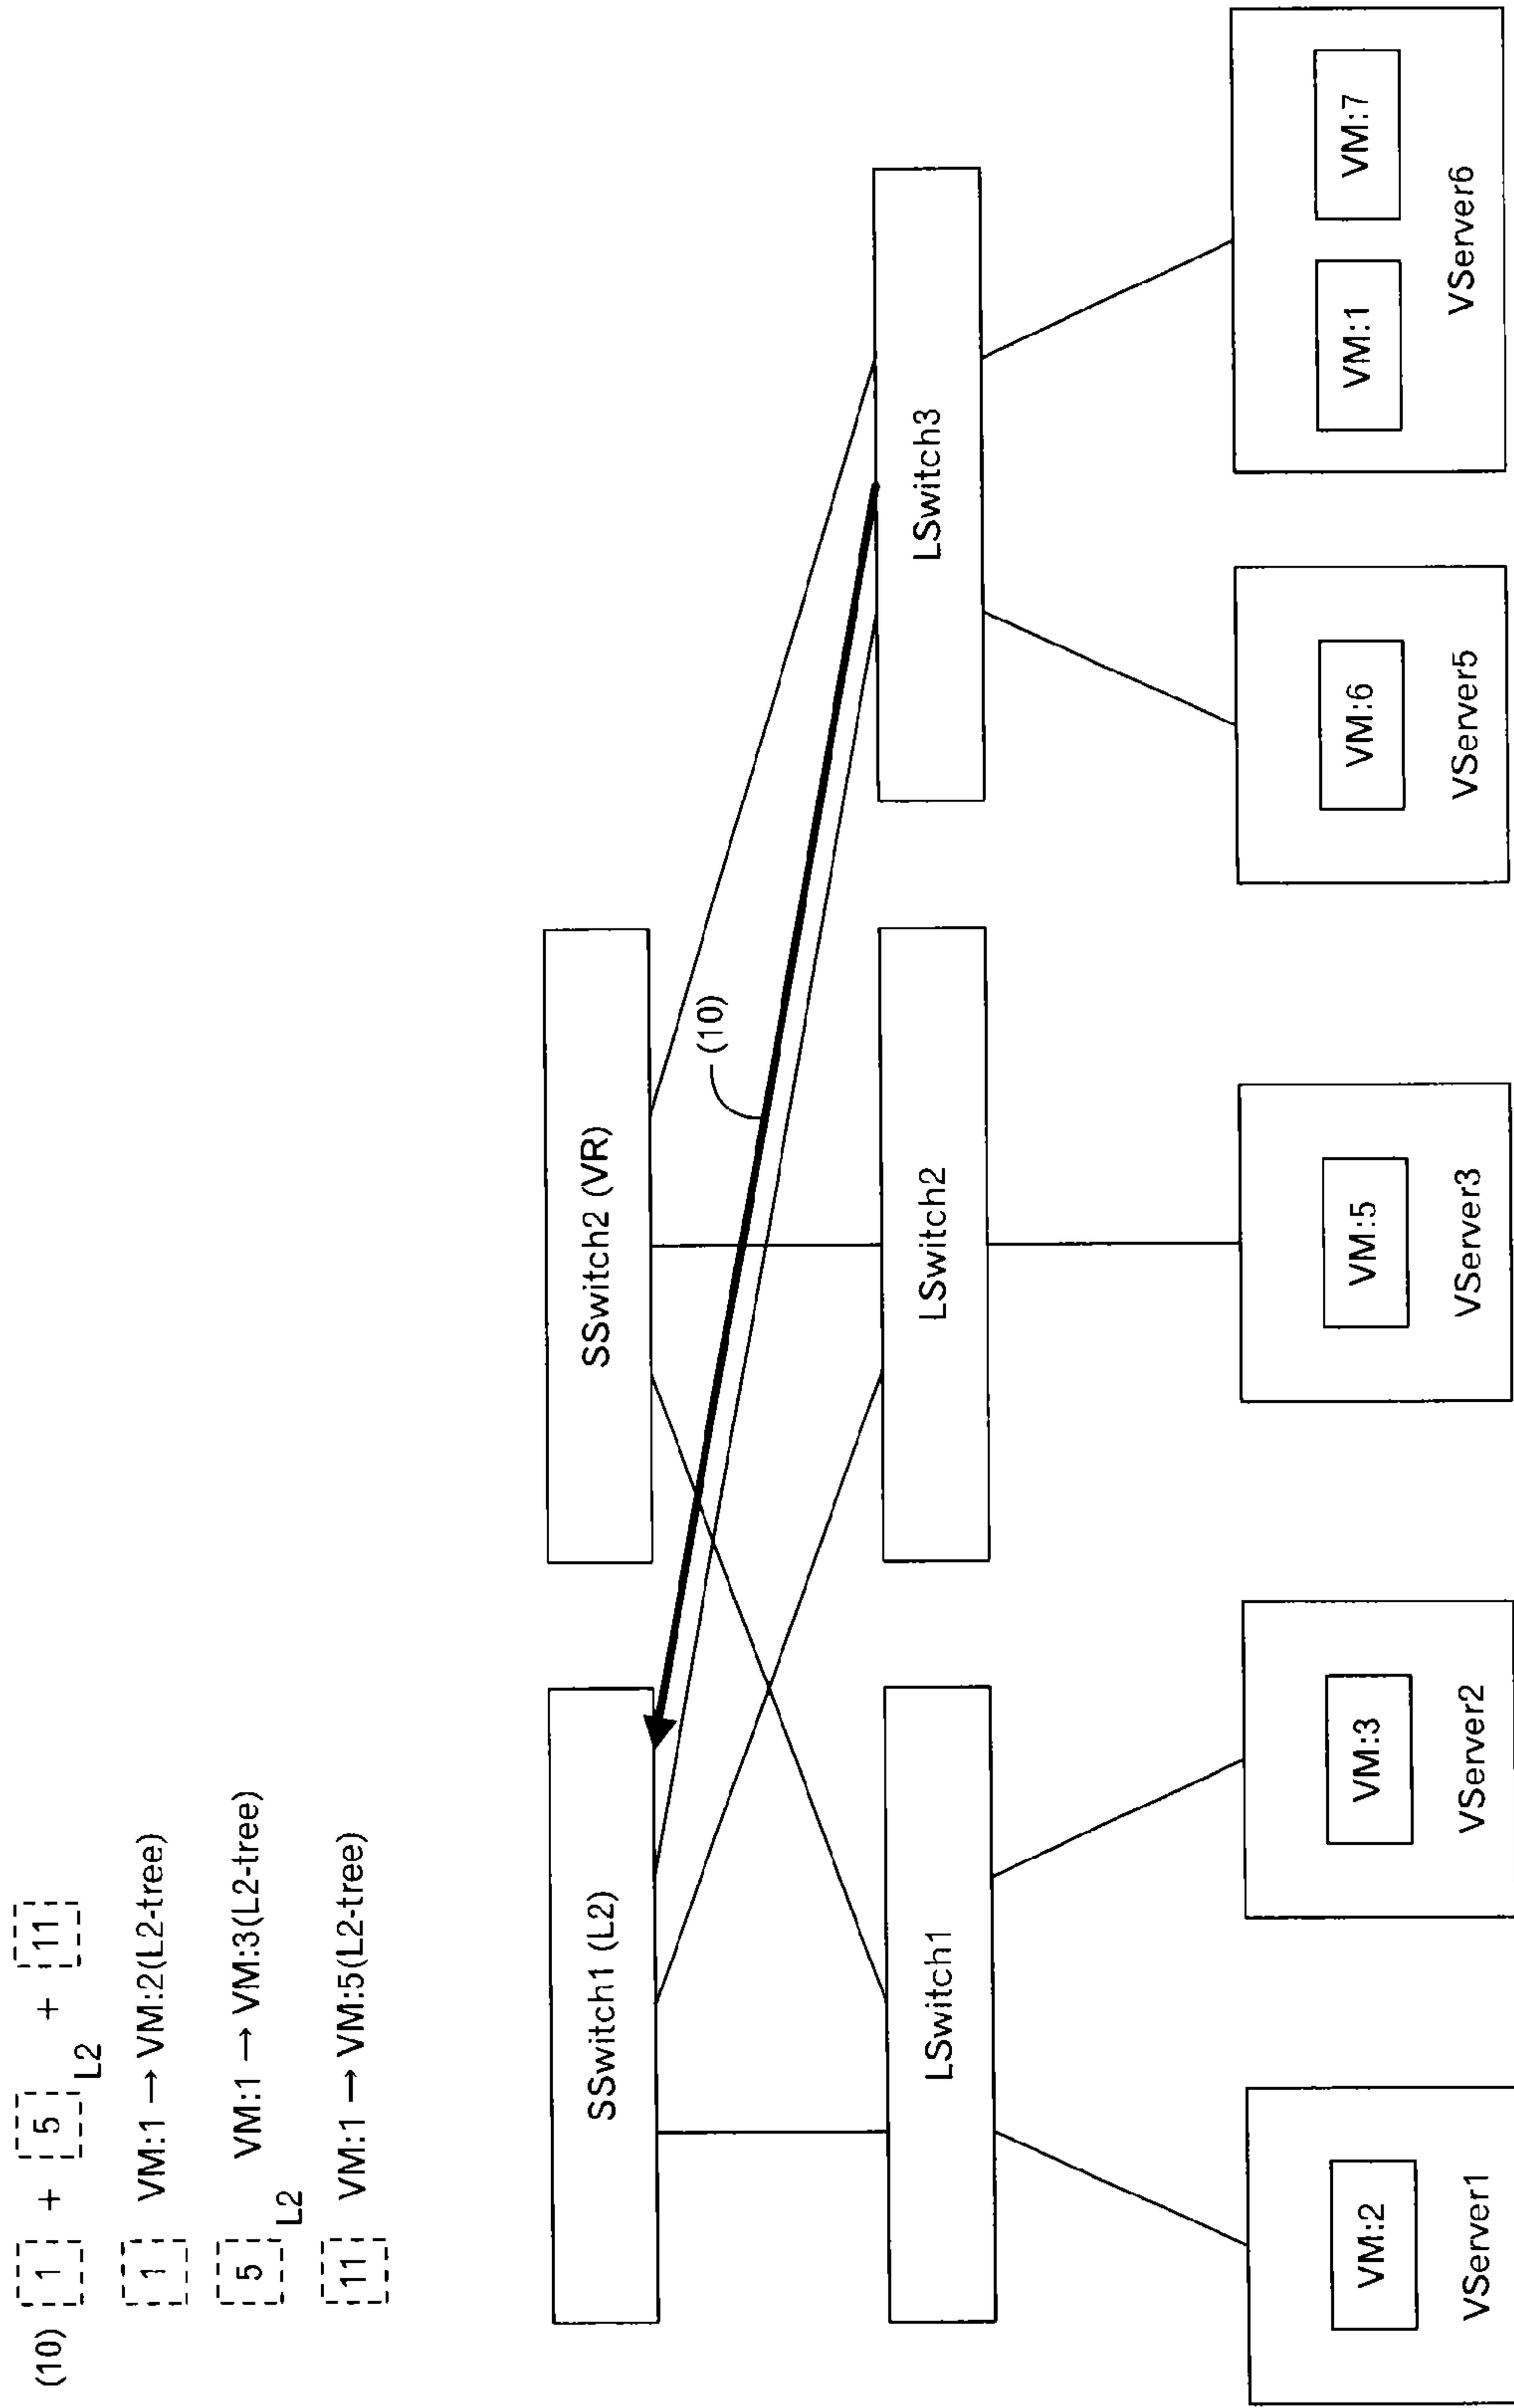 (10) 1 + 5 L2 + 11
1 VM:1 → VM:2(L2-tree)
5 L2 VM:1 → VM:3(L2-tree)
11 VM:1 → VM:5(L2-tree)
SSwitch1 (L2)
SSwitch2 (VR)
(10)
LSwitch1
LSwitch2
LSwitch3
VM:2
VM:3
VM:5
VM:6
VM:1
VM:7
VServer1
VServer2
VServer3
VServer5
VServer6